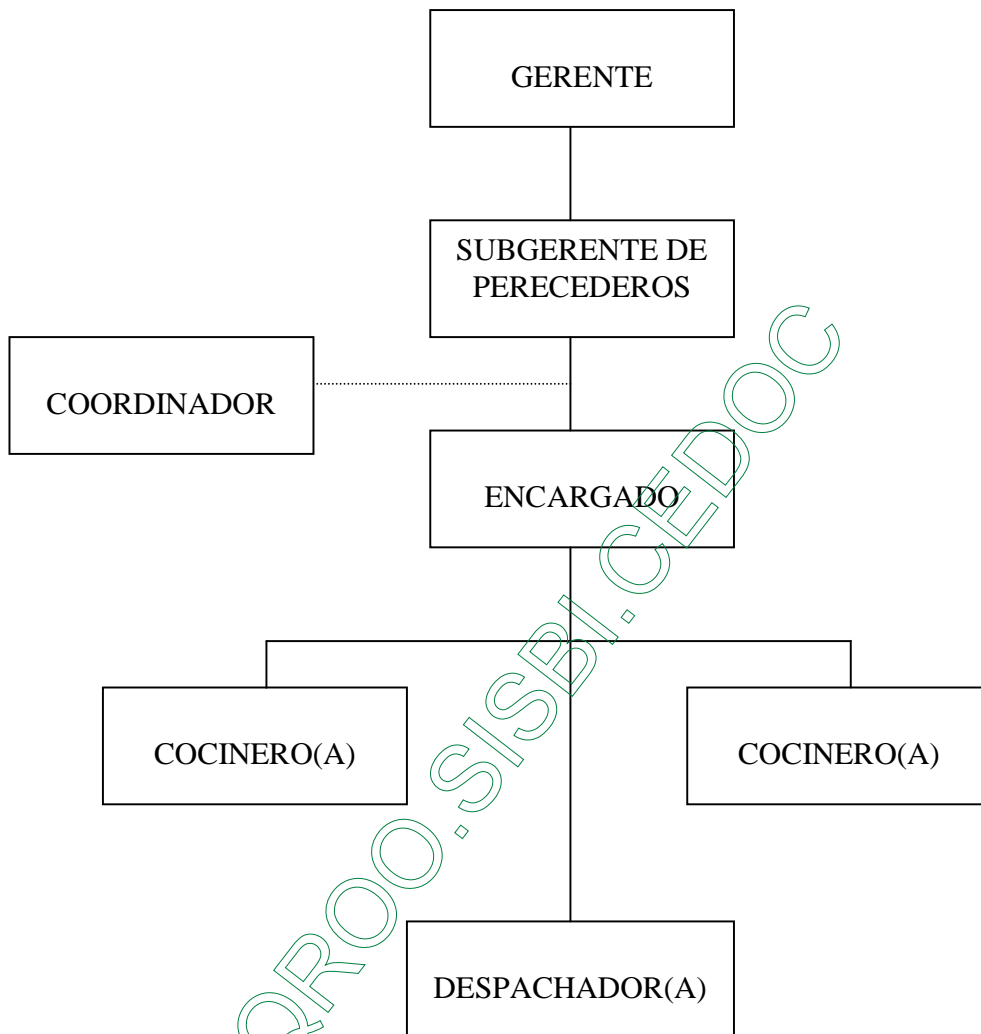 GERENTE
SUBGERENTE DE
PERECEDEROS
COORDINADOR
ENCARGADO
COCINERO(A)
COCINERO(A)
DESPACHADOR(A)
QROO.SISBI.CEDOC